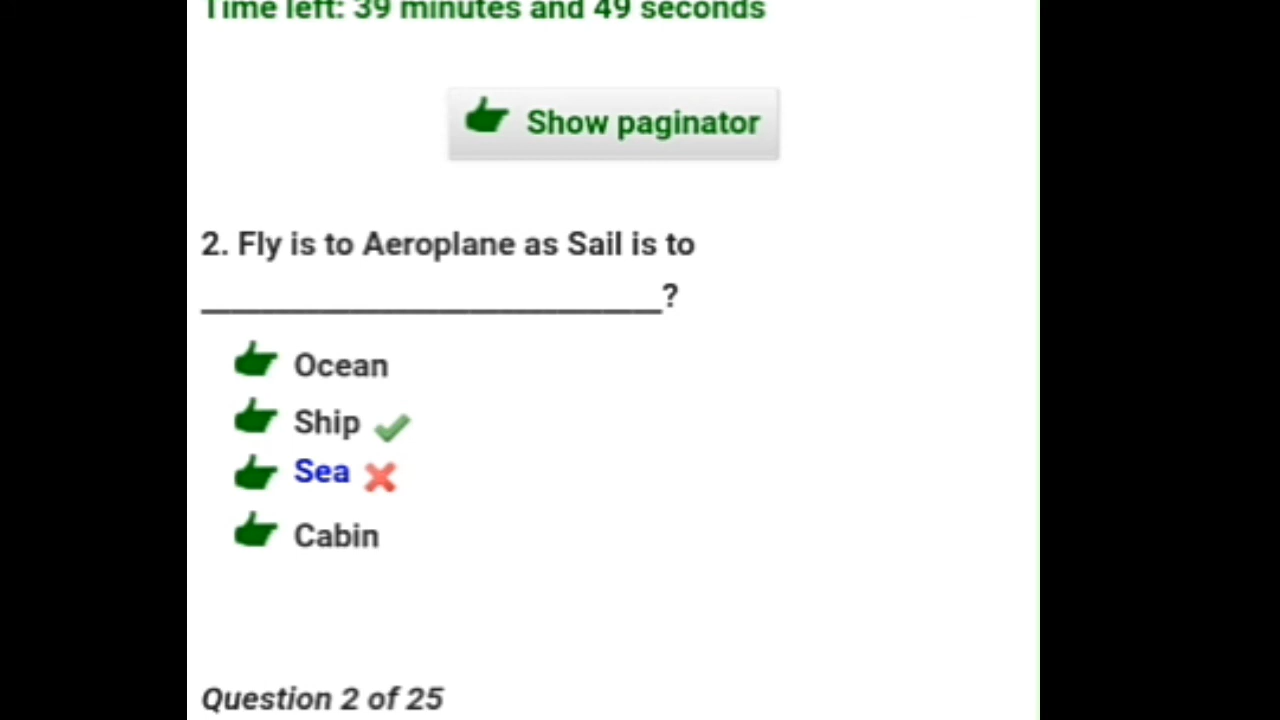 Time left: 39 minutes and 49 seconds
Show paginator
2. Fly is to Aeroplane as Sail is to
____________________________?
Ocean
Ship
Sea
Cabin
Question 2 of 25